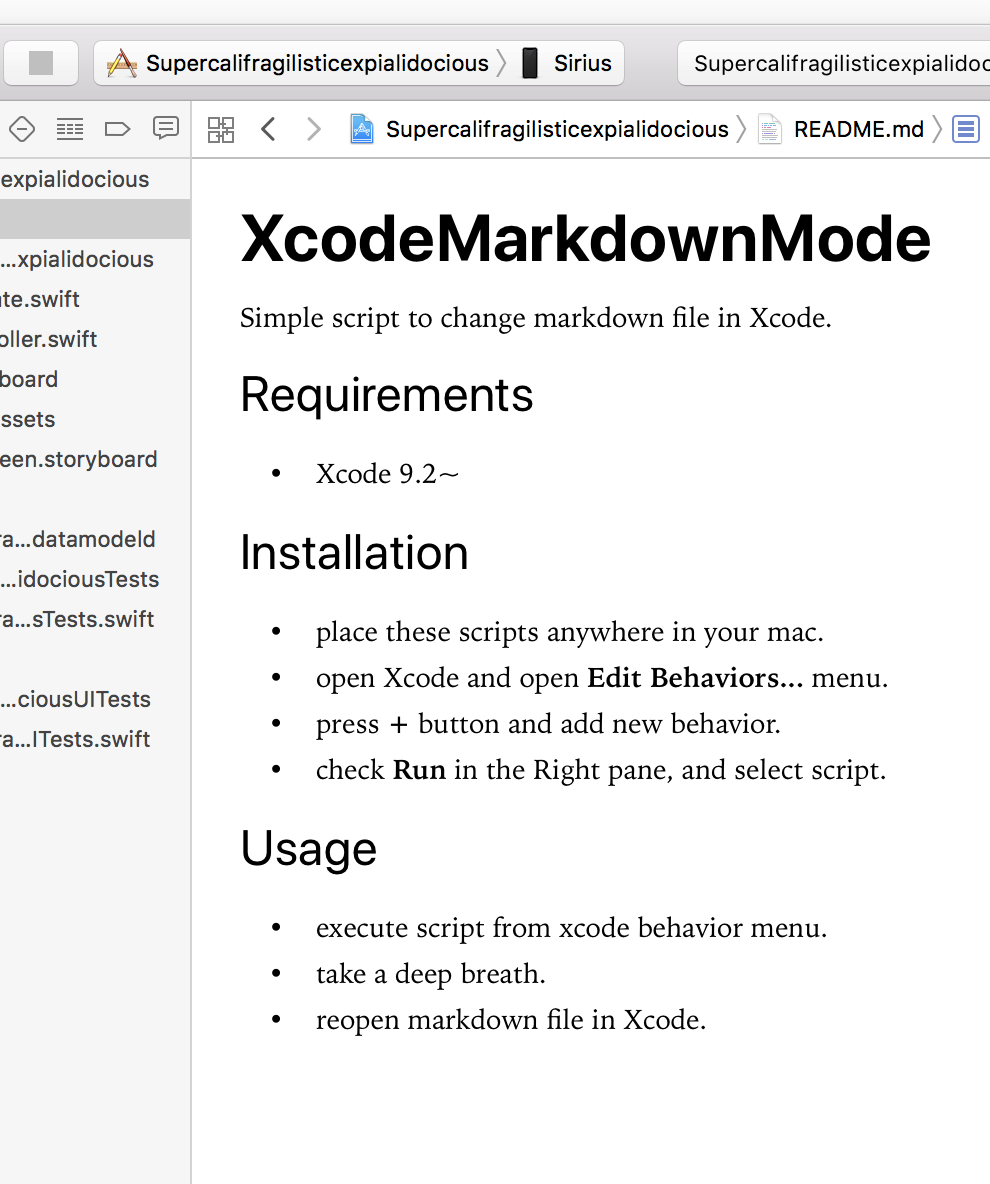 Supercalifragilisticexpialidocious
Sirius
Supercalifragilisticexpialidoc
Supercalifragilisticexpialidocious
README.md
expialidocious
...xpialidocious
te.swift
oller.swift
board
ssets
een.storyboard
ra...datamodeld
...idociousTests
ra...sTests.swift
...ciousUITests
ra...ITests.swift
XcodeMarkdownMode
Simple script to change markdown file in Xcode.
Requirements
• Xcode 9.2~
Installation
• place these scripts anywhere in your mac.
• open Xcode and open Edit Behaviors... menu.
• press + button and add new behavior.
• check Run in the Right pane, and select script.
Usage
• execute script from xcode behavior menu.
• take a deep breath.
• reopen markdown file in Xcode.